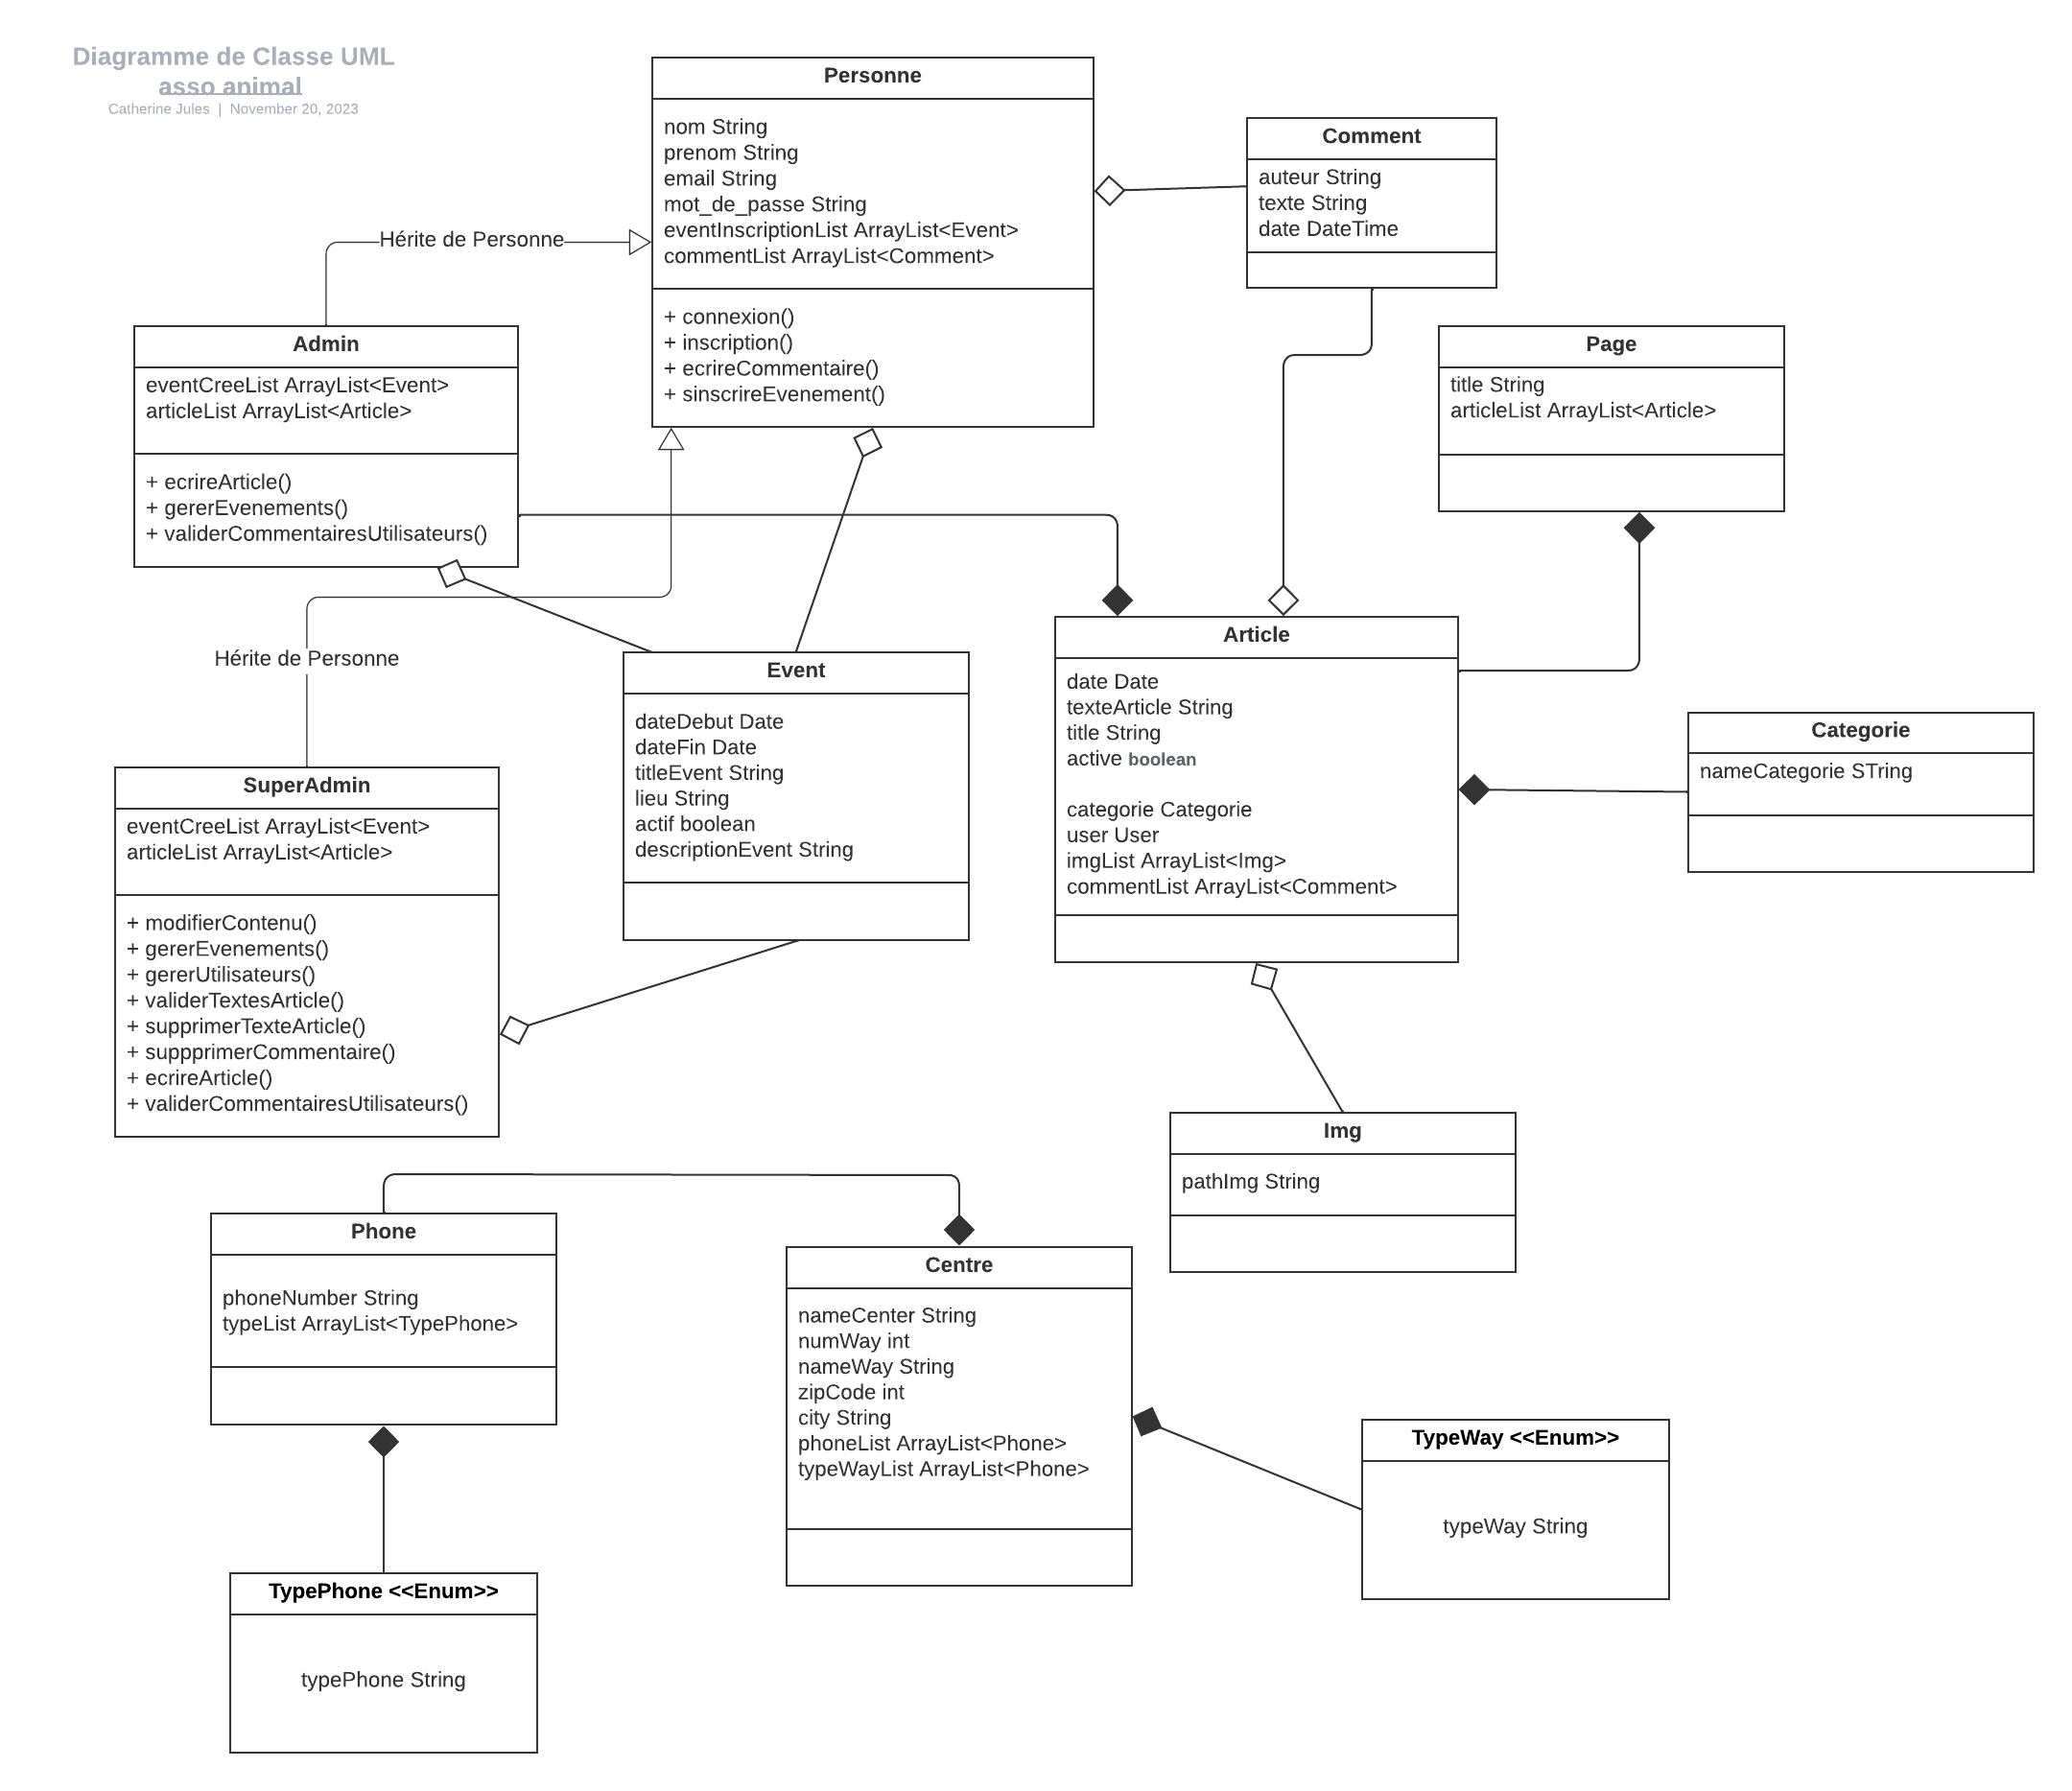 Diagramme de Classe UML
asso animal
Catherine Jules | November 20, 2023
Personne
nom String
prenom String
email String
mot_de_passe String
eventInscriptionList ArrayList<Event>
commentList ArrayList<Comment>
+ connexion()
+ inscription()
+ ecrireCommentaire()
+ sinscrireEvenement()
Comment
auteur String
texte String
date DateTime
Hérite de Personne
Admin
eventCreeList ArrayList<Event>
articleList ArrayList<Article>
+ ecrireArticle()
+ gererEvenements()
+ validerCommentairesUtilisateurs()
Page
title String
articleList ArrayList<Article>
Hérite de Personne
Event
dateDebut Date
dateFin Date
titleEvent String
lieu String
actif boolean
descriptionEvent String
Article
date Date
texteArticle String
title String
active boolean
categorie Categorie
user User
imgList ArrayList<Img>
commentList ArrayList<Comment>
Categorie
nameCategorie STring
SuperAdmin
eventCreeList ArrayList<Event>
articleList ArrayList<Article>
+ modifierContenu()
+ gererEvenements()
+ gererUtilisateurs()
+ validerTextesArticle()
+ supprimerTexteArticle()
+ suppprimerCommentaire()
+ ecrireArticle()
+ validerCommentairesUtilisateurs()
Img
pathImg String
Phone
phoneNumber String
typeList ArrayList<TypePhone>
Centre
nameCenter String
numWay int
nameWay String
zipCode int
city String
phoneList ArrayList<Phone>
typeWayList ArrayList<Phone>
TypeWay <<Enum>>
typeWay String
TypePhone <<Enum>>
typePhone String